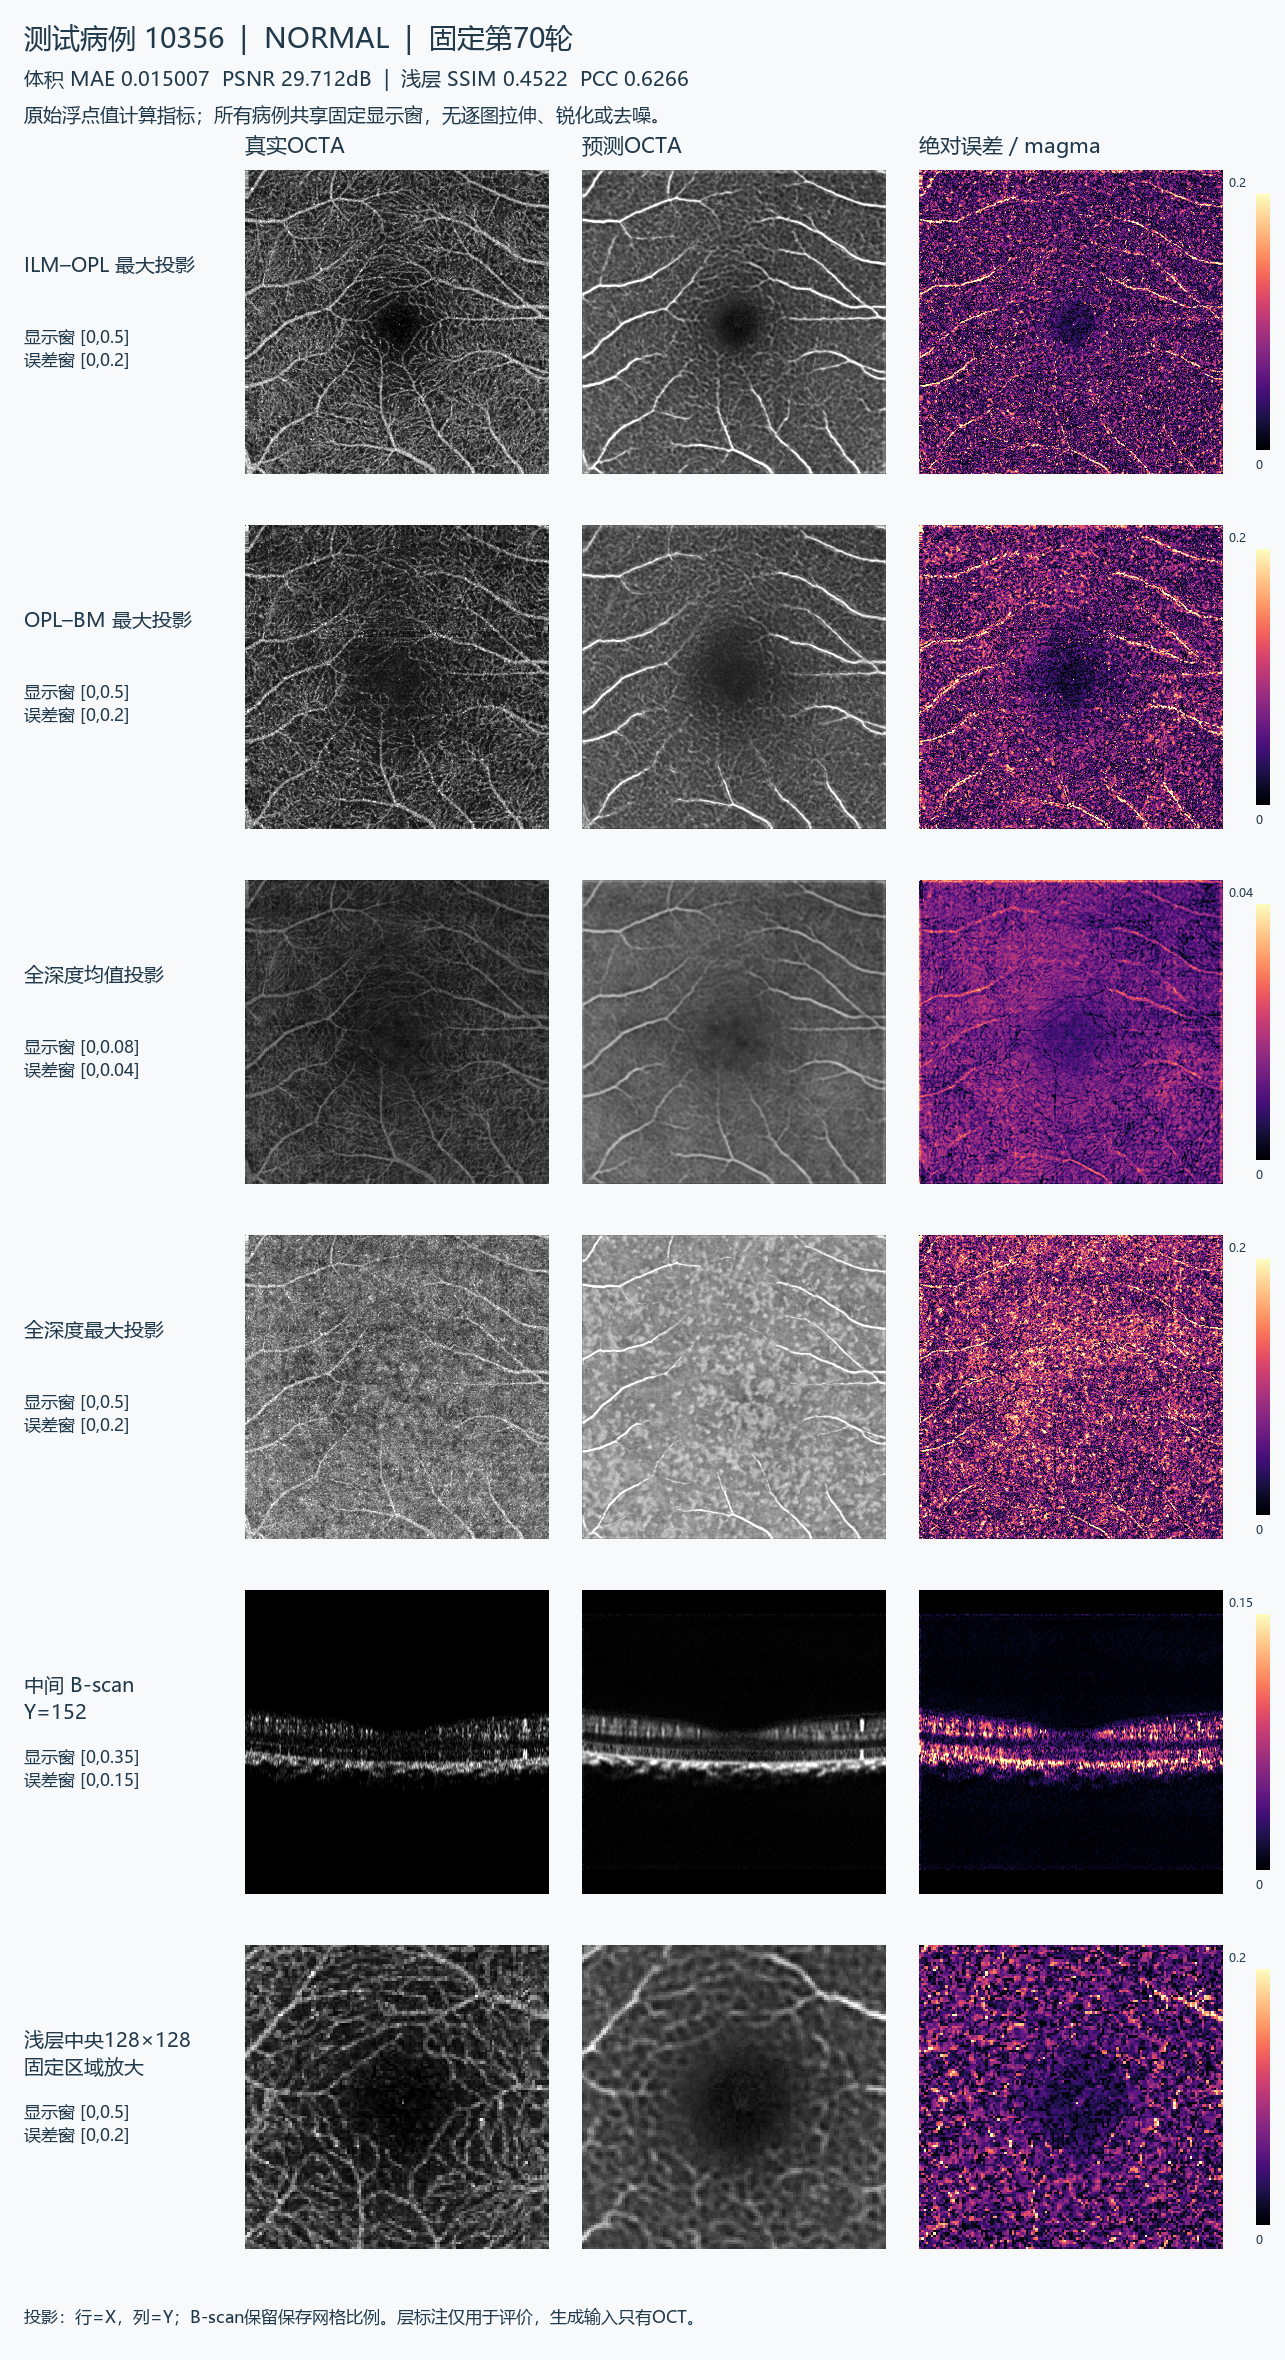 测试病例 10356 | NORMAL | 固定第70轮
体积 MAE 0.015007 PSNR 29.712dB | 浅层 SSIM 0.4522 PCC 0.6266
原始浮点值计算指标；所有病例共享固定显示窗，无逐图拉伸、锐化或去噪。
真实OCTA 预测OCTA 绝对误差 / magma
0.2
ILM–OPL 最大投影
显示窗 [0,0.5]
误差窗 [0,0.2]
0
0.2
OPL–BM 最大投影
显示窗 [0,0.5]
误差窗 [0,0.2]
0
0.04
全深度均值投影
显示窗 [0,0.08]
误差窗 [0,0.04]
0
0.2
全深度最大投影
显示窗 [0,0.5]
误差窗 [0,0.2]
0
0.15
中间 B-scan
Y=152
显示窗 [0,0.35]
误差窗 [0,0.15]
0
0.2
浅层中央128×128
固定区域放大
显示窗 [0,0.5]
误差窗 [0,0.2]
0
投影：行=X，列=Y；B-scan保留保存网格比例。层标注仅用于评价，生成输入只有OCT。